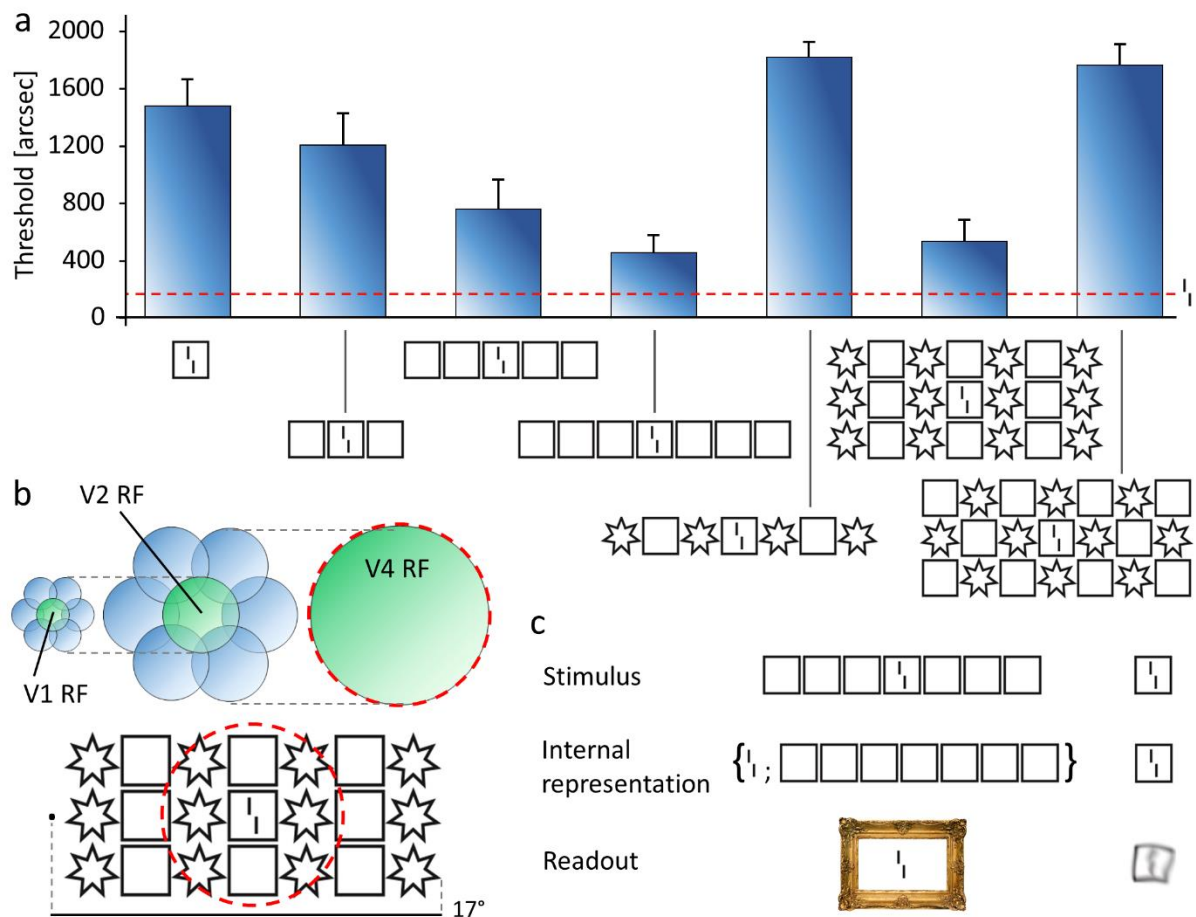 a
2000
1600
1200
800
400
0
Threshold [arcsec]
b
V2 RF
V4 RF
V1 RF
17°
c
Stimulus
Internal
representation
{ ; }
Readout